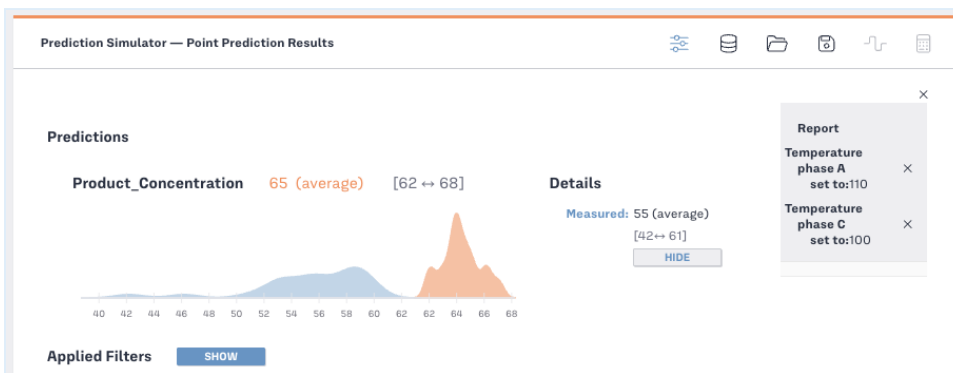 Prediction Simulator — Point Prediction Results
×
Predictions
Product_Concentration 65 (average) [62 ↔ 68]
40 42 44 46 48 50 52 54 56 58 60 62 62 64 66 68
Details
Measured: 55 (average)
[42↔ 61]
HIDE
Report
Temperature
phase A ×
set to:110
Temperature
phase C ×
set to:100
Applied Filters SHOW